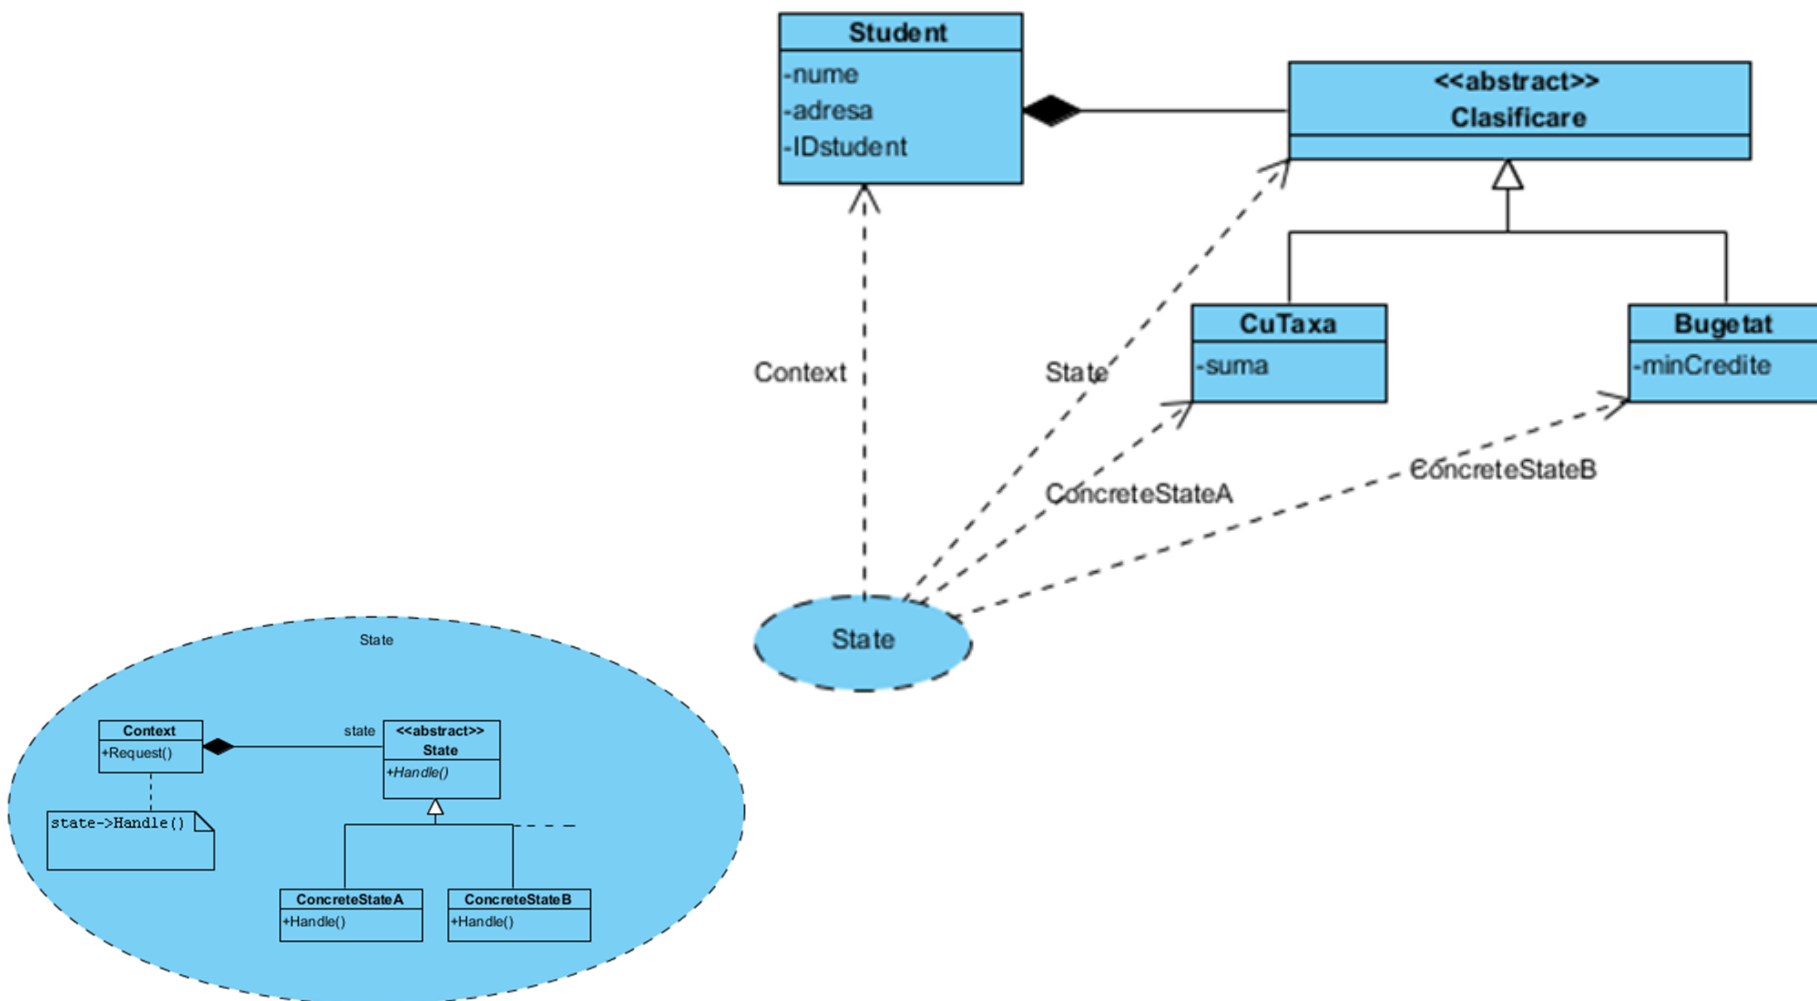 Student
-nume
-adresa
-IDstudent
<<abstract>>
Clasificare
CuTaxa
-suma
Bugetat
-minCredite
Context
State
ConcreteStateA
ConcreteStateB
State
State
Context
+Request()
state
<<abstract>>
State
+Handle()
state->Handle()
ConcreteStateA
+Handle()
ConcreteStateB
+Handle()